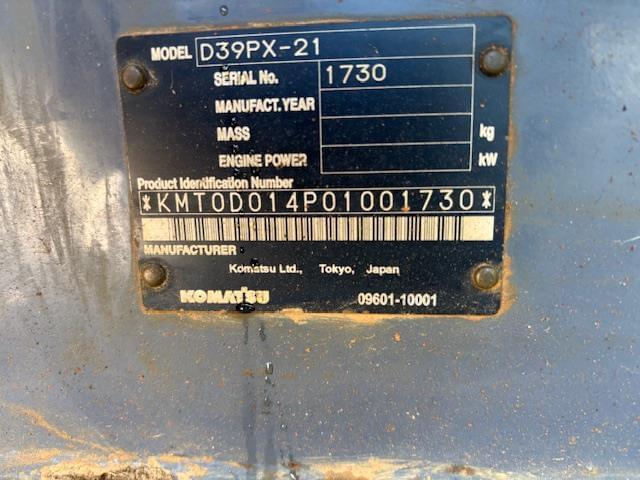 MODEL D39PX-21
SERIAL No. 1730
MANUFACT.YEAR
MASS kg
ENGINE POWER kW
Product Identification Number
*KMT0D014P01001730*
MANUFACTURER
Komatsu Ltd., Tokyo, Japan
KOMATSU 09601-10001